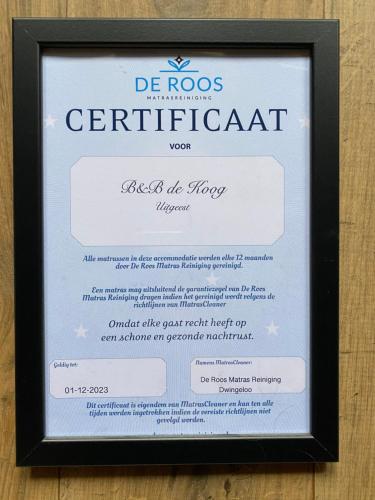 DE ROOS
MATRASREINIGING
CERTIFICAAT
VOOR
B&B de Koog
Uitgeest
Alle matrassen in deze accommodatie worden elke 12 maanden
door De Roos Matras Reiniging gereinigd.
Een matras mag uitsluitend de garantiezegel van De Roos
Matras Reiniging dragen indien het gereinigd wordt volgens de
richtlijnen van MatrasCleaner
Omdat elke gast recht heeft op
een schone en gezonde nachtrust.
Geldig tot:
01-12-2023
Namens MatrasCleaner:
De Roos Matras Reiniging
Dwingeloo
Dit certificaat is eigendom van MatrasCleaner en kan ten alle
tijden worden ingetrokken indien de vereiste richtlijnen niet
gevolgd worden.